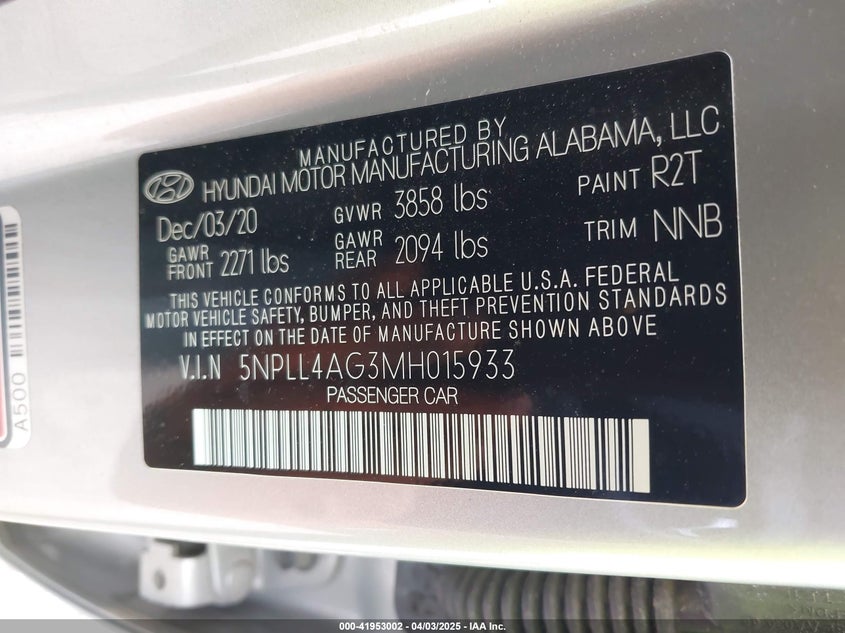 MANUFACTURED BY
HYUNDAI MOTOR MANUFACTURING ALABAMA, LLC
Dec/03/20 GVWR 3858 lbs PAINT R2T
GAWR FRONT 2271 lbs GAWR REAR 2094 lbs TRIM NNB
THIS VEHICLE CONFORMS TO ALL APPLICABLE U.S.A. FEDERAL
MOTOR VEHICLE SAFETY, BUMPER, AND THEFT PREVENTION STANDARDS
IN EFFECT ON THE DATE OF MANUFACTURE SHOWN ABOVE
V.I.N 5NPLL4AG3MH015933
PASSENGER CAR
A500
000-41953002 - 04/03/2025 - IAA Inc.